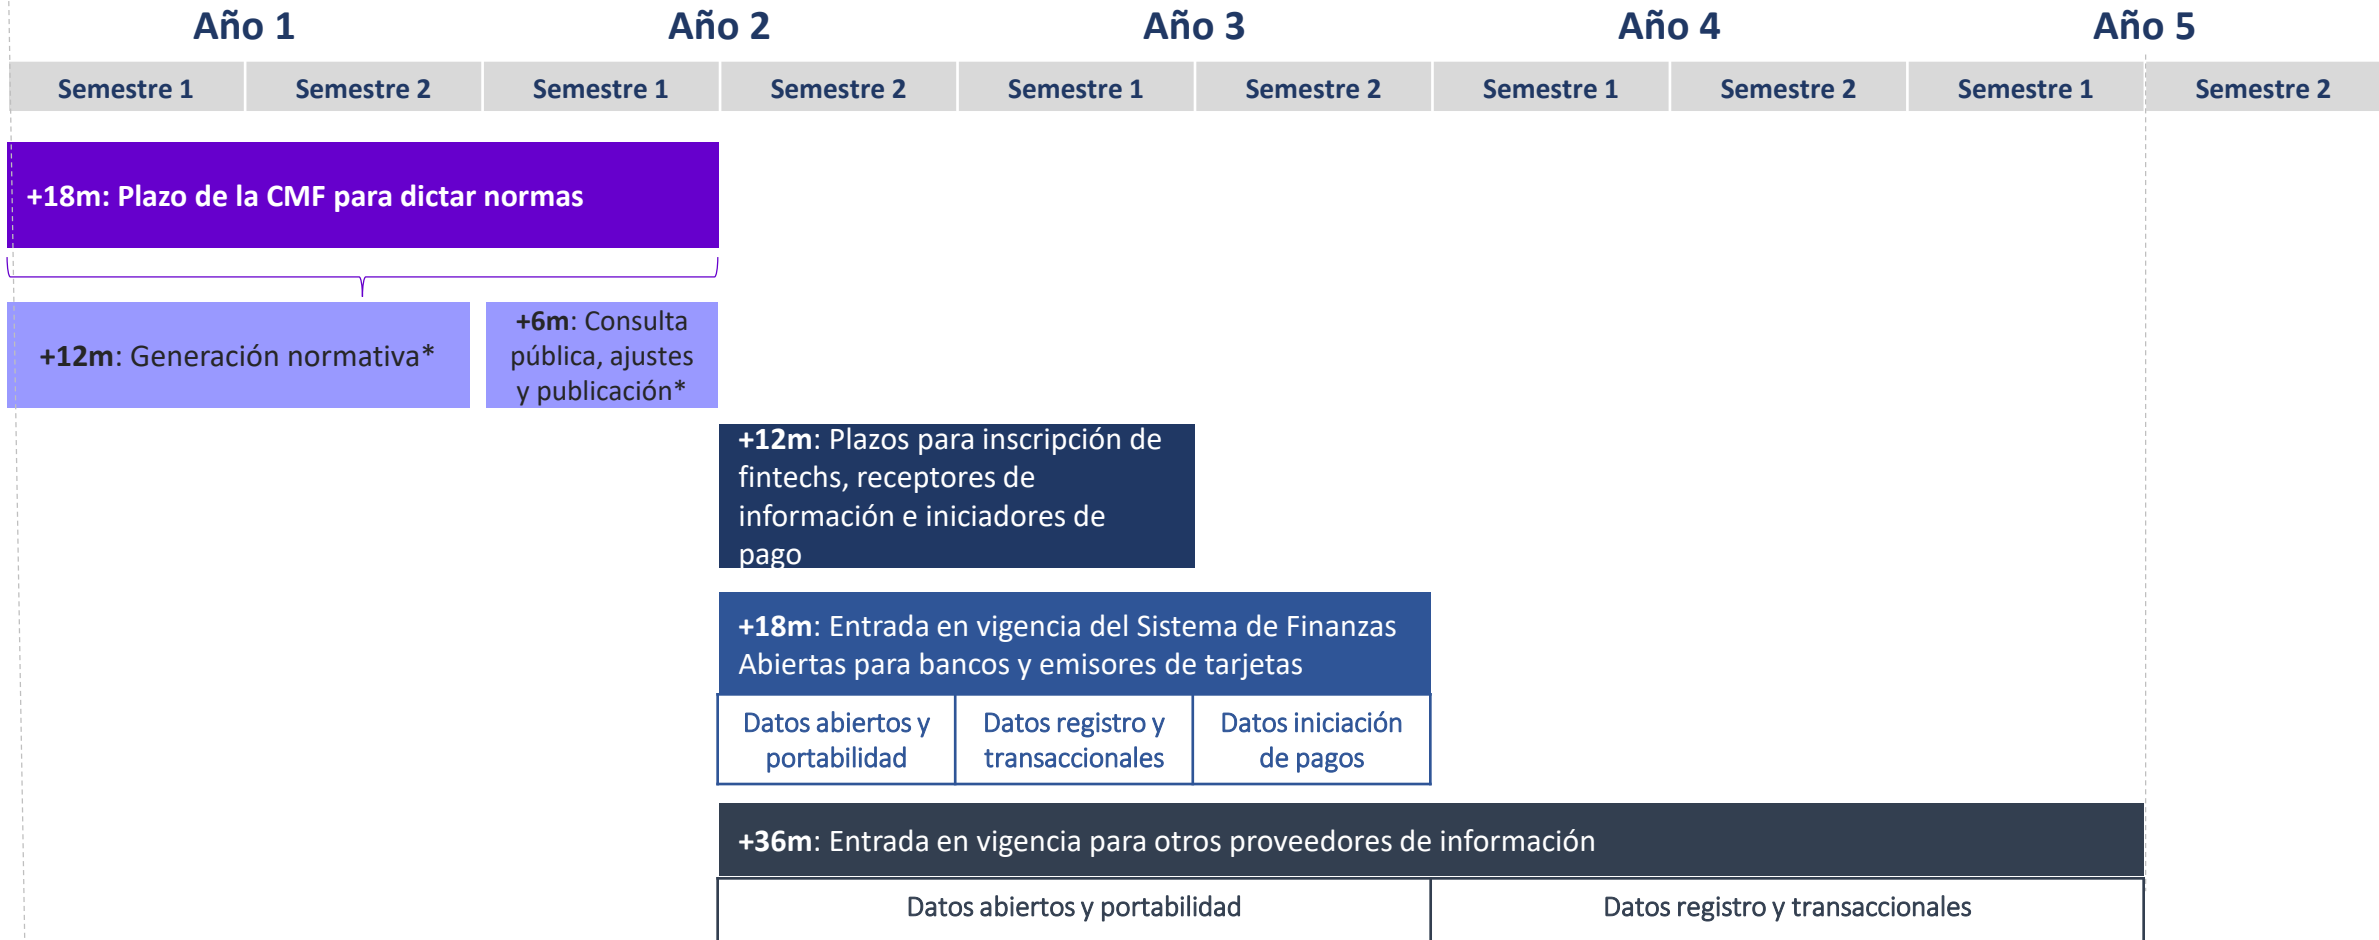 Año 1
Año 2
Año 3
Año 4
Año 5
Semestre 1
Semestre 2
Semestre 1
Semestre 2
Semestre 1
Semestre 2
Semestre 1
Semestre 2
Semestre 1
Semestre 2
+18m: Plazo de la CMF para dictar normas
+12m: Generación normativa*
+6m: Consulta
pública, ajustes
y publicación*
+12m: Plazos para inscripción de
fintechs, receptores de
información e iniciadores de
pago
+18m: Entrada en vigencia del Sistema de Finanzas
Abiertas para bancos y emisores de tarjetas
Datos abiertos y
portabilidad
Datos registro y
transaccionales
Datos iniciación
de pagos
+36m: Entrada en vigencia para otros proveedores de información
Datos abiertos y portabilidad
Datos registro y transaccionales